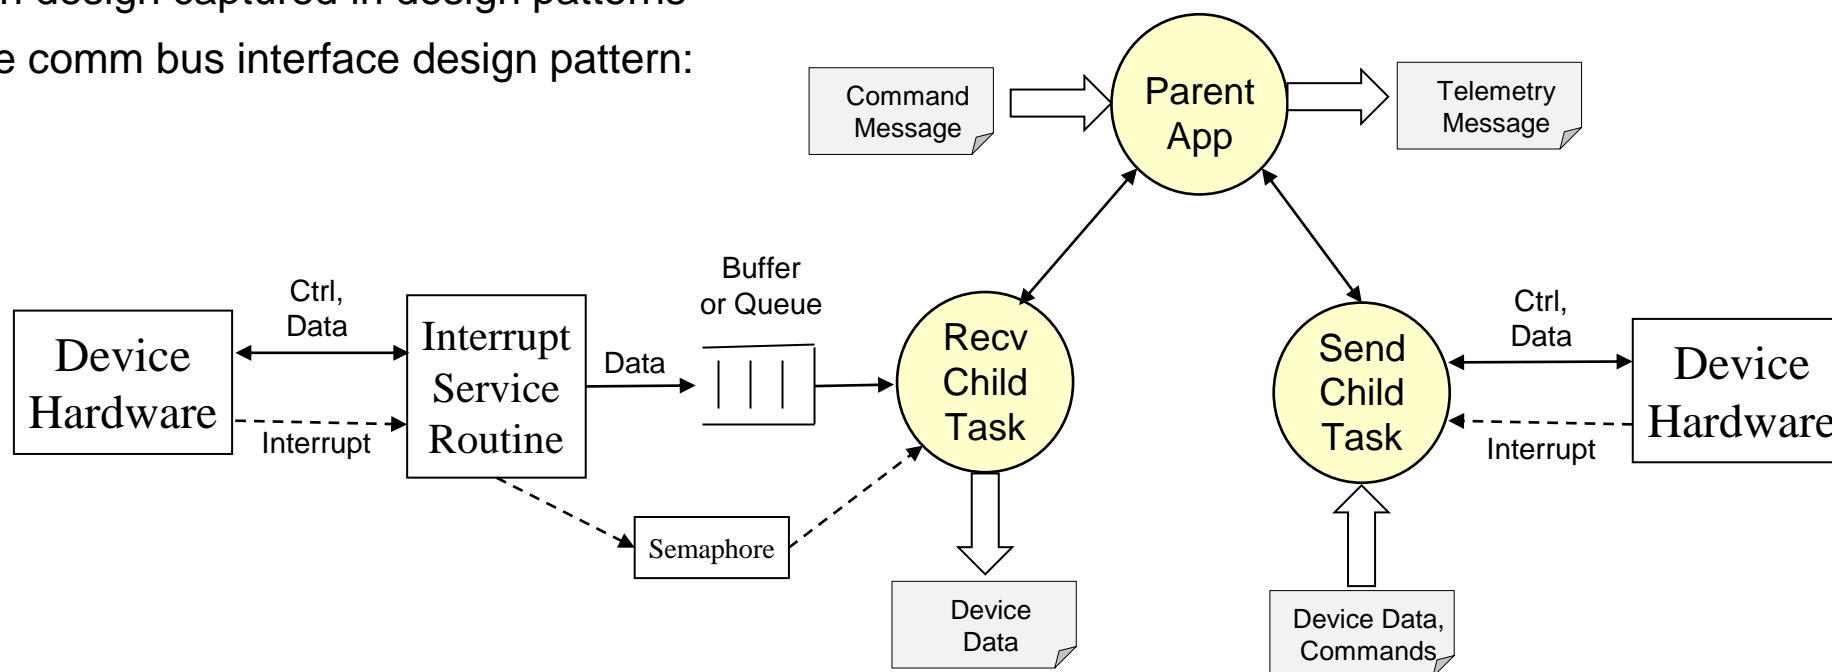 design captured in design patterns
comm bus interface design pattern:
Command
Message
Parent
App
Telemetry
Message
Device
Hardware
Ctrl,
Data
Interrupt
Interrupt
Service
Routine
Data
Buffer
or Queue
Semaphore
Recv
Child
Task
Device
Data
Send
Child
Task
Device Data,
Commands
Ctrl,
Data
Interrupt
Device
Hardware